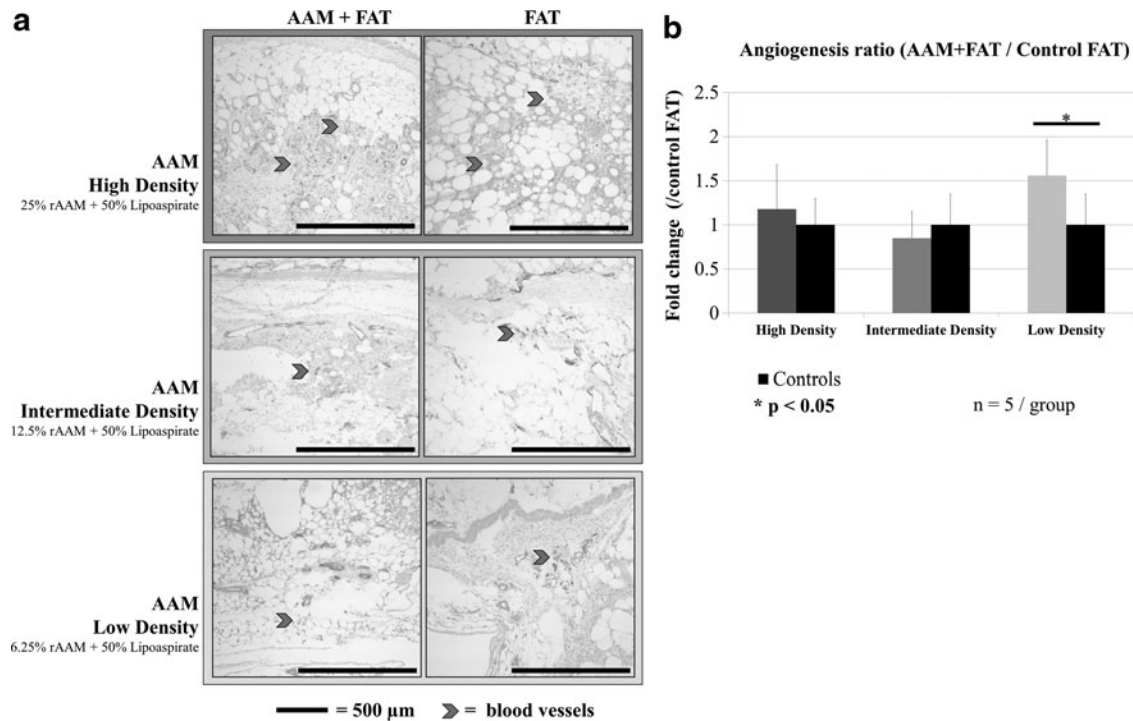 a
AAM + FAT
FAT
AAM
High Density
25% rAAM + 50% Lipoaspirate
AAM
Intermediate Density
12.5% rAAM + 50% Lipoaspirate
AAM
Low Density
6.25% rAAM + 50% Lipoaspirate
= 500 μm
= blood vessels
b
Angiogenesis ratio (AAM+FAT / Control FAT)
Fold change (/control FAT)
2.5
2
1.5
1
0.5
0
*
High Density
Intermediate Density
Low Density
Controls
* p < 0.05
n = 5 / group